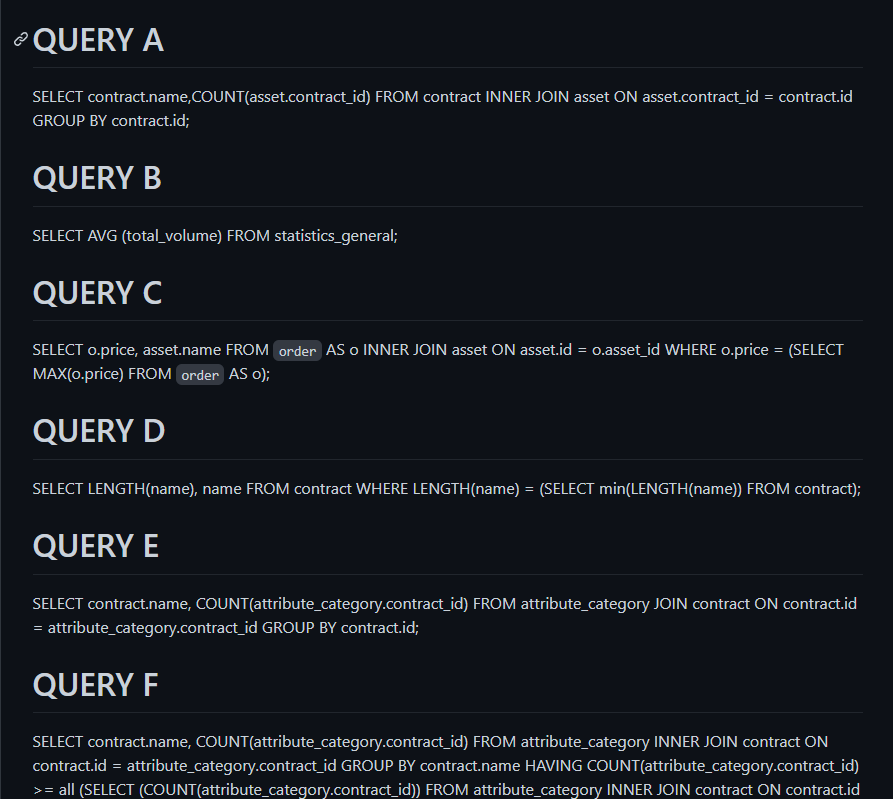 QUERY A
SELECT contract.name,COUNT(asset.contract_id) FROM contract INNER JOIN asset ON asset.contract_id = contract.id
GROUP BY contract.id;
QUERY B
SELECT AVG (total_volume) FROM statistics_general;
QUERY C
SELECT o.price, asset.name FROM order AS o INNER JOIN asset ON asset.id = o.asset_id WHERE o.price = (SELECT
MAX(o.price) FROM order AS o);
QUERY D
SELECT LENGTH(name), name FROM contract WHERE LENGTH(name) = (SELECT min(LENGTH(name)) FROM contract);
QUERY E
SELECT contract.name, COUNT(attribute_category.contract_id) FROM attribute_category JOIN contract ON contract.id
= attribute_category.contract_id GROUP BY contract.id;
QUERY F
SELECT contract.name, COUNT(attribute_category.contract_id) FROM attribute_category INNER JOIN contract ON
contract.id = attribute_category.contract_id GROUP BY contract.name HAVING COUNT(attribute_category.contract_id)
>= all (SELECT (COUNT(attribute_category.contract_id)) FROM attribute_category INNER JOIN contract ON contract.id